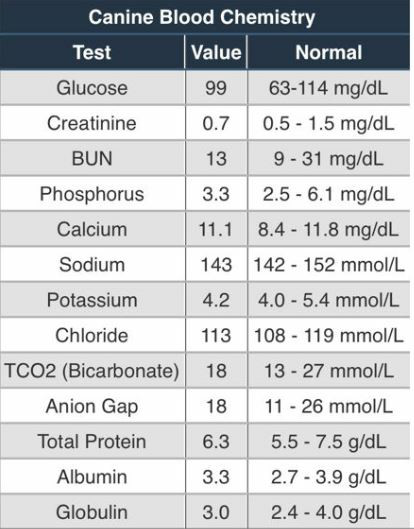 Canine Blood Chemistry
Test Value Normal
Glucose 99 63-114 mg/dL
Creatinine 0.7 0.5 - 1.5 mg/dL
BUN 13 9 - 31 mg/dL
Phosphorus 3.3 2.5 - 6.1 mg/dL
Calcium 11.1 8.4 - 11.8 mg/dL
Sodium 143 142 - 152 mmol/L
Potassium 4.2 4.0 - 5.4 mmol/L
Chloride 113 108 - 119 mmol/L
TCO2 (Bicarbonate) 18 13 - 27 mmol/L
Anion Gap 18 11 - 26 mmol/L
Total Protein 6.3 5.5 - 7.5 g/dL
Albumin 3.3 2.7 - 3.9 g/dL
Globulin 3.0 2.4 - 4.0 g/dL